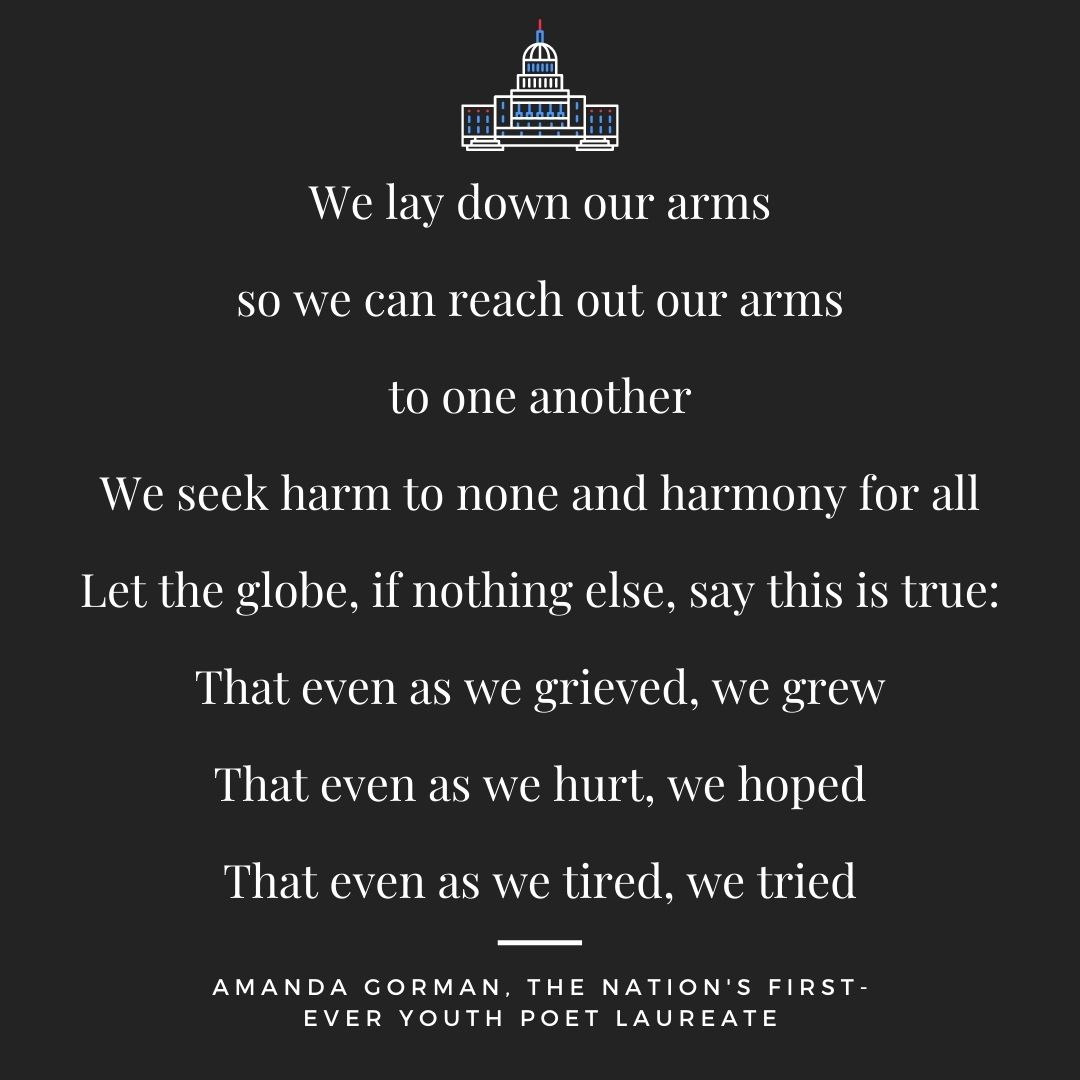 We lay down our arms
so we can reach out our arms
to one another
We seek harm to none and harmony for all
Let the globe, if nothing else, say this is true:
That even as we grieved, we grew
That even as we hurt, we hoped
That even as we tired, we tried
AMANDA GORMAN, THE NATION'S FIRST-
EVER YOUTH POET LAUREATE